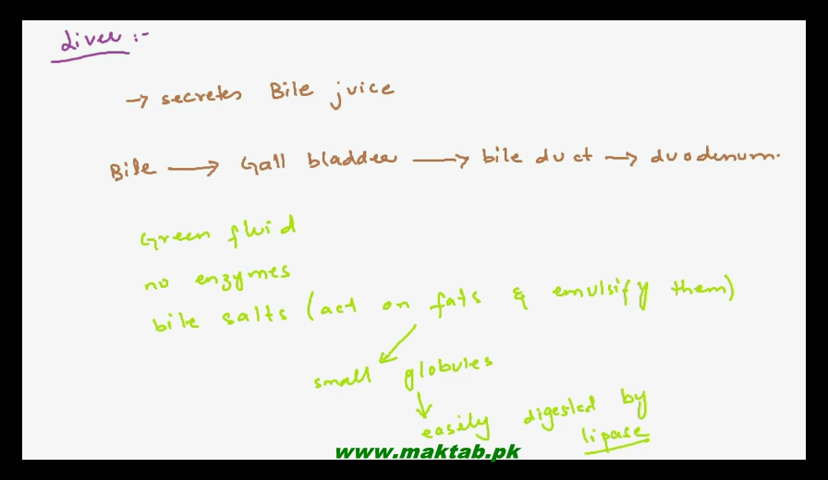 Liver :-
→ secretes Bile juice
Bile → Gall bladder → bile duct → duodenum.
Green fluid
no enzymes
bile salts (act on fats & emulsify them)
small globules
easily digested by
lipase
www.maktab.pk